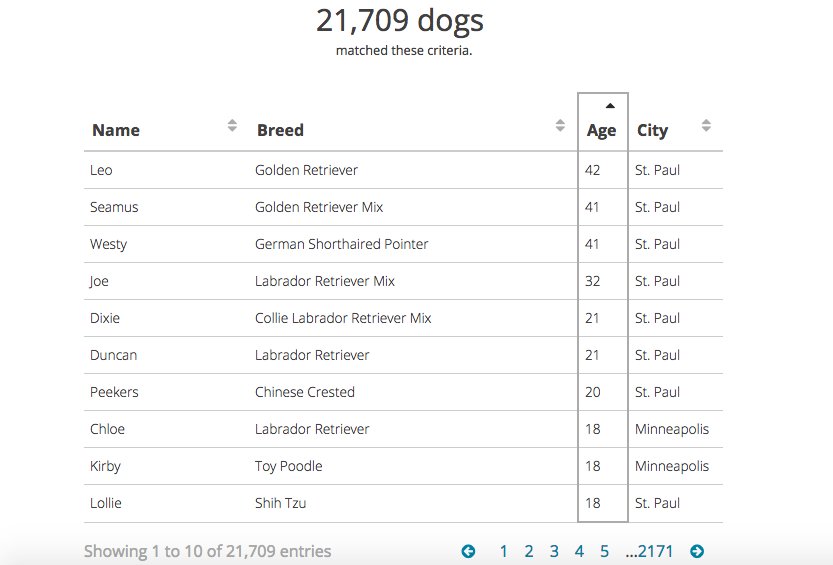 21,709 dogs
matched these criteria.
Name Breed Age City
Leo Golden Retriever 42 St. Paul
Seamus Golden Retriever Mix 41 St. Paul
Westy German Shorthaired Pointer 41 St. Paul
Joe Labrador Retriever Mix 32 St. Paul
Dixie Collie Labrador Retriever Mix 21 St. Paul
Duncan Labrador Retriever 21 St. Paul
Peekers Chinese Crested 20 St. Paul
Chloe Labrador Retriever 18 Minneapolis
Kirby Toy Poodle 18 Minneapolis
Lollie Shih Tzu 18 St. Paul
Showing 1 to 10 of 21,709 entries 1 2 3 4 5 ...2171